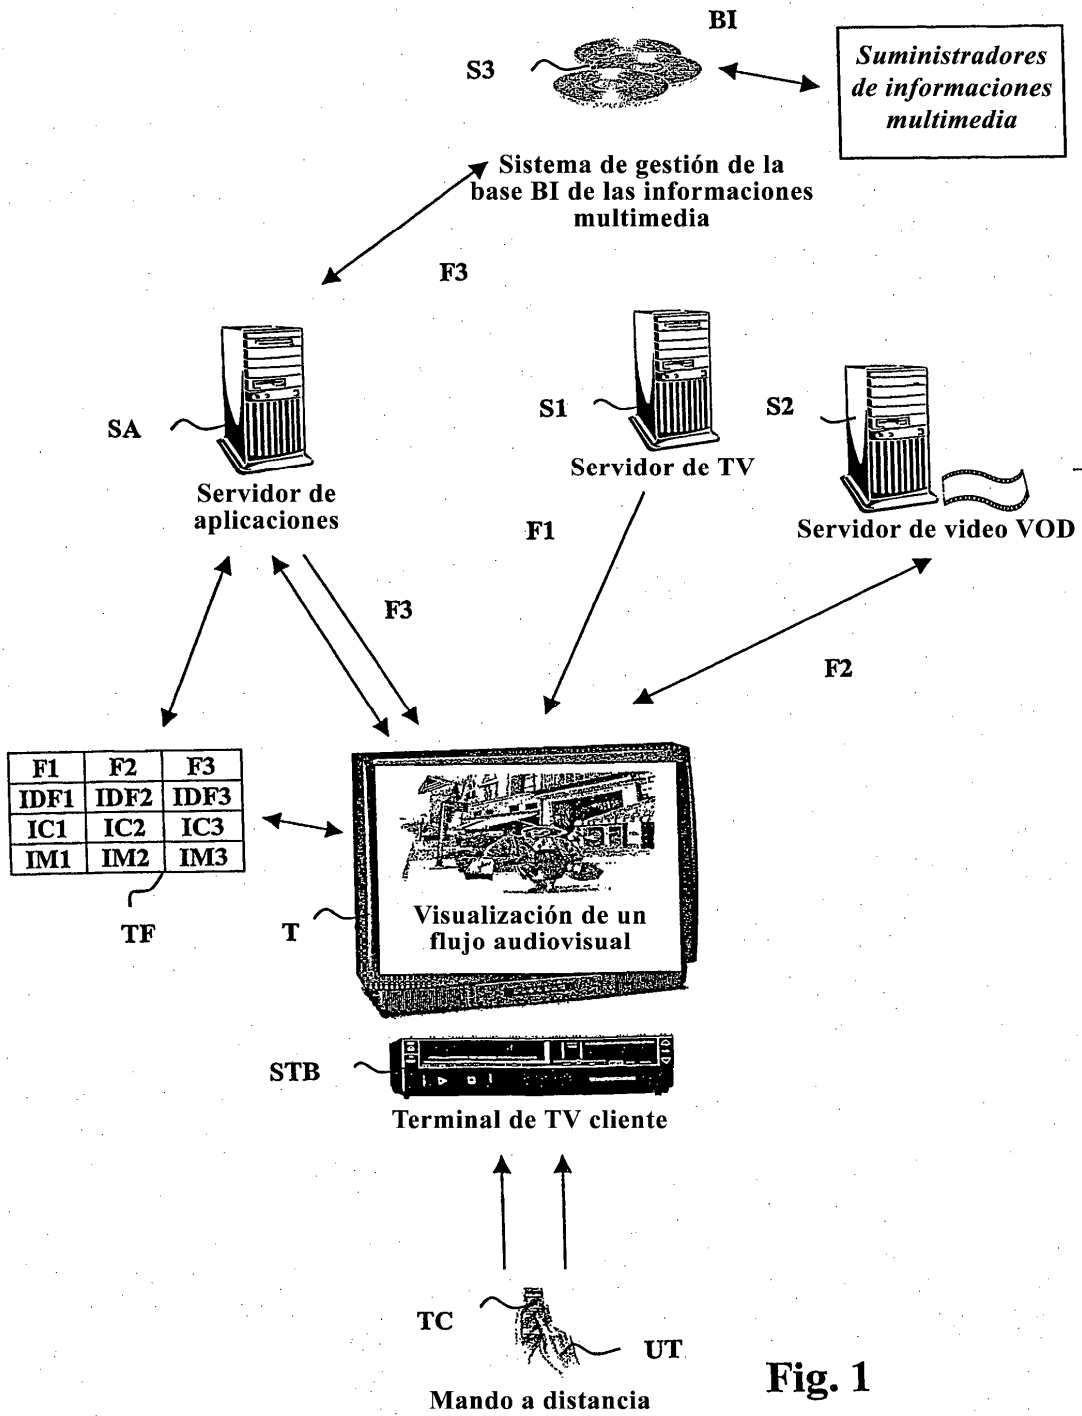 BI
S3
Suministradores
de informaciones
multimedia
Sistema de gestión de la
base BI de las informaciones
multimedia
F3
SA
S1
S2
Servidor de TV
Servidor de
aplicaciones
Servidor de video VOD
F1
F3
F2
F1 F2 F3
IDF1 IDF2 IDF3
IC1 IC2 IC3
IM1 IM2 IM3
TF
T
Visualización de un
flujo audiovisual
STB
Terminal de TV cliente
TC
UT
Mando a distancia
Fig. 1